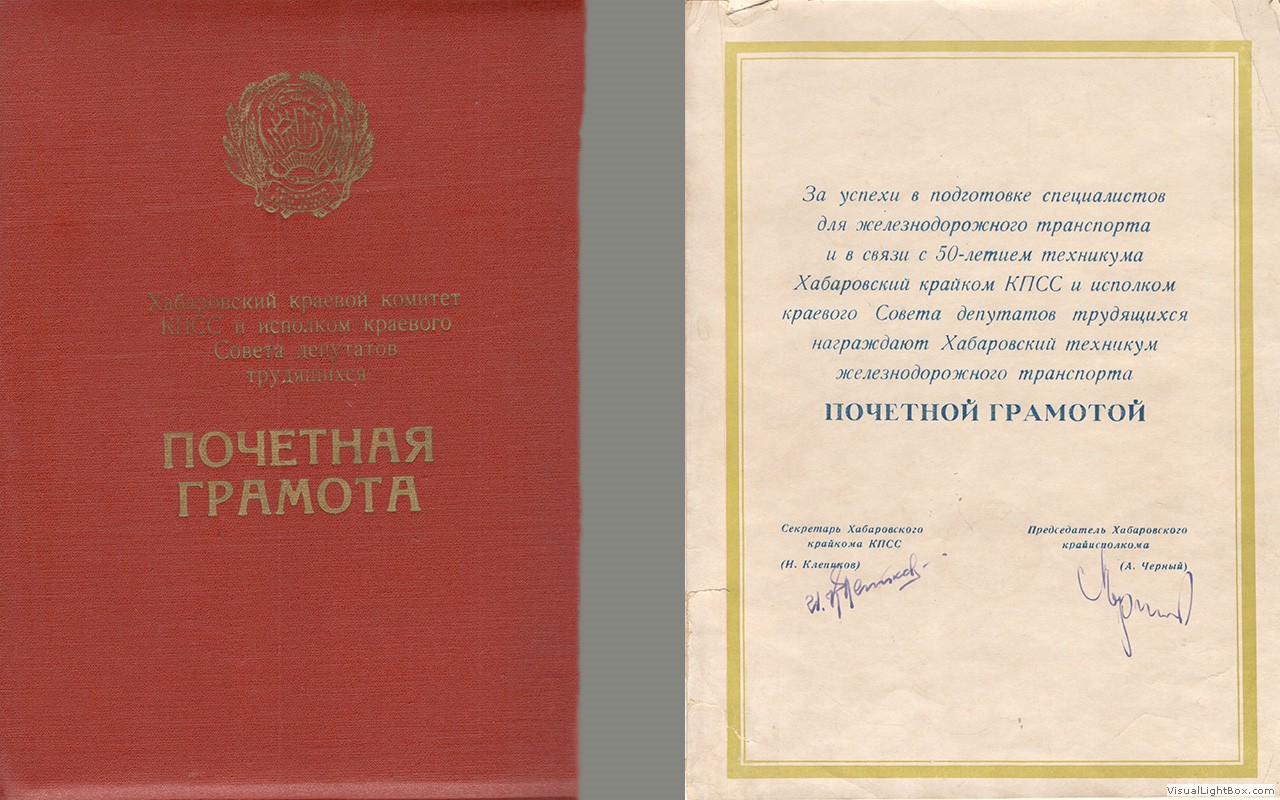 Хабаровский краевой комитет
КПСС и исполком краевого
Совета депутатов
трудящихся
ПОЧЕТНАЯ
ГРАМОТА
За успехи в подготовке специалистов
для железнодорожного транспорта
и в связи с 50-летием техникума
Хабаровский крайком КПСС и исполком
краевого Совета депутатов трудящихся
награждают Хабаровский техникум
железнодорожного транспорта
ПОЧЕТНОЙ ГРАМОТОЙ
Секретарь Хабаровского
крайкома КПСС
(И. Клепиков)
Председатель Хабаровского
крайисполкома
(А. Черный)
VisualLightBox.com